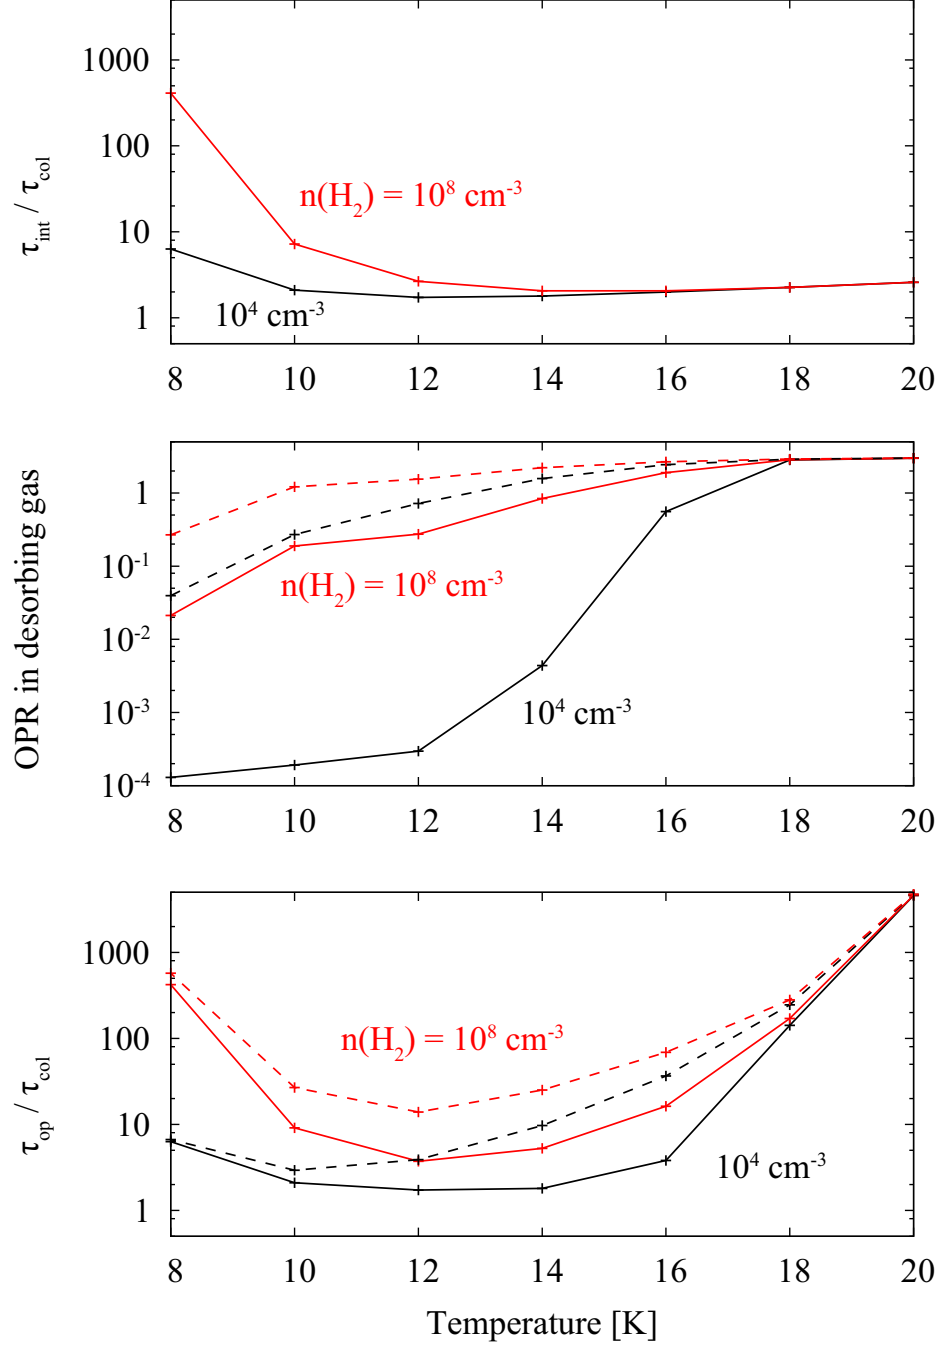 1000
100
10
1
τint / τcol
n(H2) = 10^8 cm^-3
10^4 cm^-3
8 10 12 14 16 18 20
1
10^-1
10^-2
10^-3
10^-4
OPR in desorbing gas
n(H2) = 10^8 cm^-3
10^4 cm^-3
8 10 12 14 16 18 20
1000
100
10
1
τop / τcol
n(H2) = 10^8 cm^-3
10^4 cm^-3
8 10 12 14 16 18 20
Temperature [K]